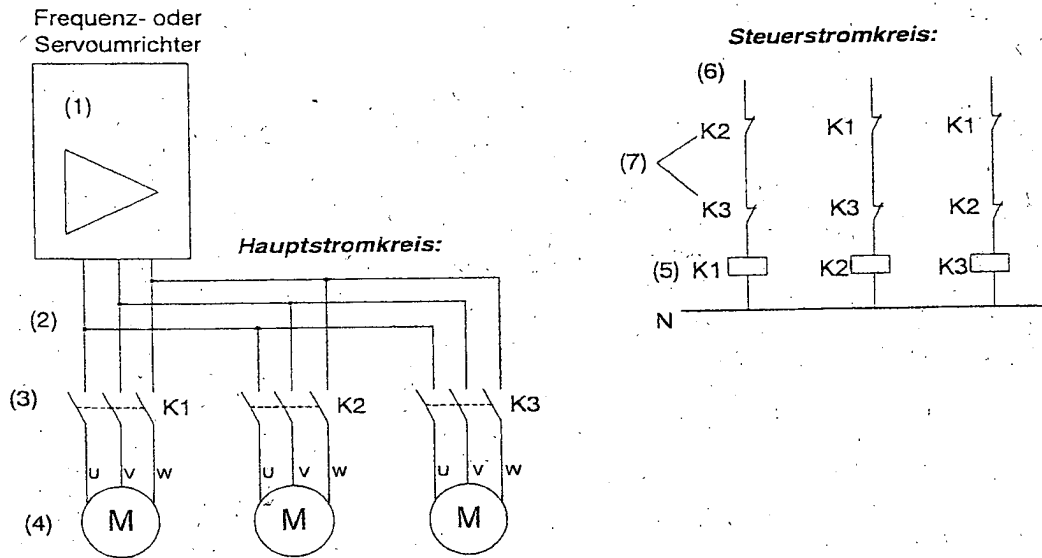 Frequenz- oder
Servoumrichter
(1)
Hauptstromkreis:
(2)
(3)
K1
K2
K3
u v w
u v w
u v w
(4)
M
M
M
Steuerstromkreis:
(6)
K2
K1
K1
(7)
K3
K3
K2
(5) K1
K2
K3
N